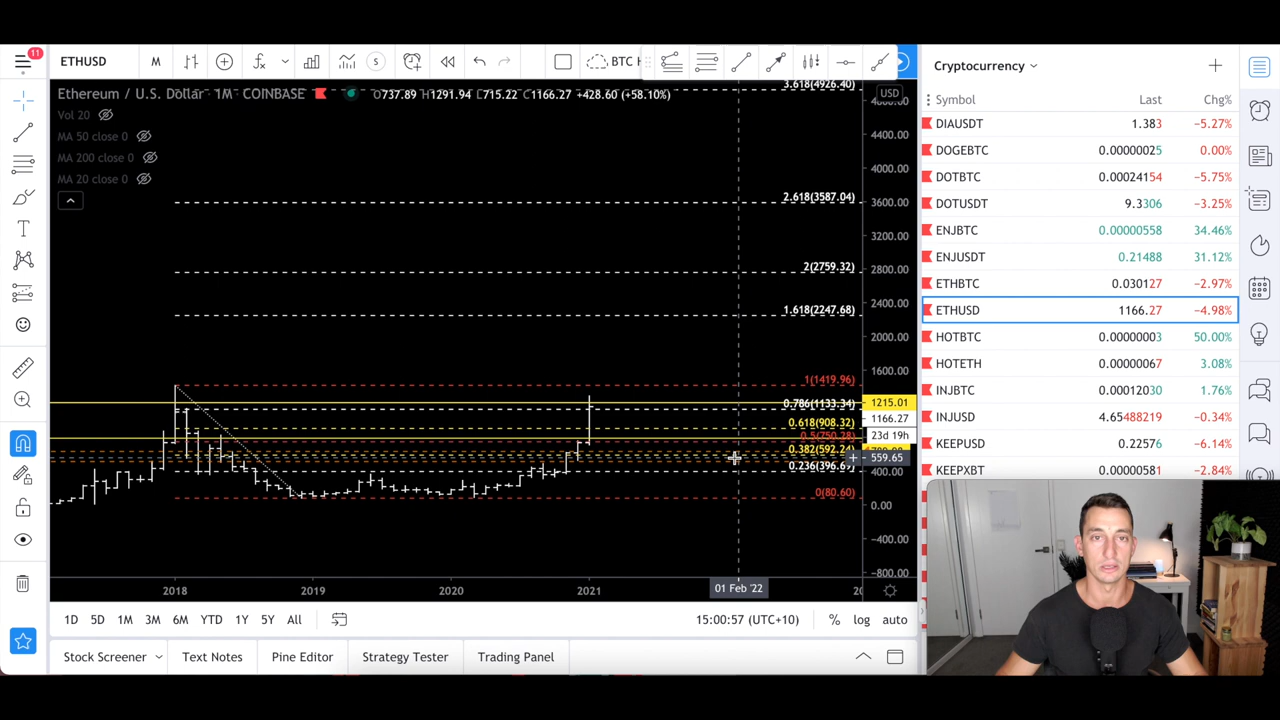 11
ETHUSD
M
S
BTC
Cryptocurrency
Ethereum / U.S. Dollar · 1M · COINBASE
O737.89 H1291.94 L715.22 C1166.27 +428.60 (+58.10%)
USD
Vol 20
MA 50 close 0
MA 200 close 0
MA 20 close 0
3.618(4926.40)
4400.00
4000.00
2.618(3587.04)
3600.00
3200.00
2(2759.32)
2800.00
2400.00
1.618(2247.68)
2000.00
1600.00
1(1419.96)
0.786(1133.34)
1215.01
1166.27
0.618(908.32)
23d 19h
0.5(750.28)
0.382(592.24)
559.65
0.236(396.69)
400.00
0(80.60)
0.00
−400.00
−800.00
2018
2019
2020
2021
01 Feb '22
1D
5D
1M
3M
6M
YTD
1Y
5Y
All
15:00:57 (UTC+10)
%
log
auto
Stock Screener
Text Notes
Pine Editor
Strategy Tester
Trading Panel
Symbol Last Chg%
DIAUSDT 1.383 −5.27%
DOGEBTC 0.00000025 0.00%
DOTBTC 0.00024154 −5.75%
DOTUSDT 9.3306 −3.25%
ENJBTC 0.00000558 34.46%
ENJUSDT 0.21488 31.12%
ETHBTC 0.030127 −2.97%
ETHUSD 1166.27 −4.98%
HOTBTC 0.0000003 50.00%
HOTETH 0.00000067 3.08%
INJBTC 0.00012030 1.76%
INJUSD 4.65488219 −0.34%
KEEPUSD 0.22576 −6.14%
KEEPXBT 0.00000581 −2.84%